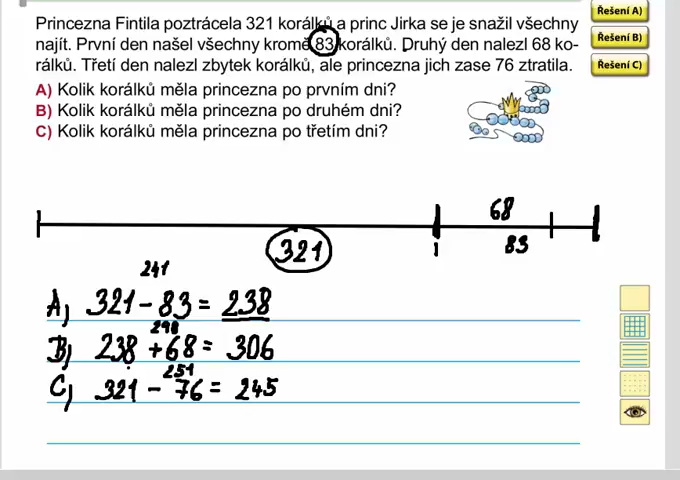 Princezna Fintila poztrácela 321 korálků a princ Jirka se je snažil všechny
najít. První den našel všechny kromě 83 korálků. Druhý den nalezl 68 ko-
rálků. Třetí den nalezl zbytek korálků, ale princezna jich zase 76 ztratila.
A) Kolik korálků měla princezna po prvním dni?
B) Kolik korálků měla princezna po druhém dni?
C) Kolik korálků měla princezna po třetím dni?
Řešení A)
Řešení B)
Řešení C)
68
321
83
241
A) 321 - 83 = 238
298
B) 238 + 68 = 306
251
C) 321 - 76 = 245